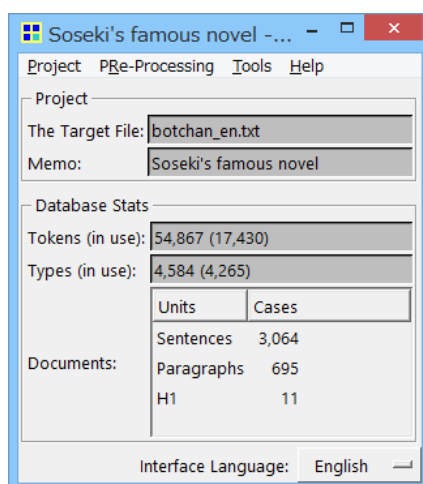 Soseki's famous novel -...
Project PRe-Processing Tools Help
Project
The Target File: botchan_en.txt
Memo: Soseki's famous novel
Database Stats
Tokens (in use): 54,867 (17,430)
Types (in use): 4,584 (4,265)
Units Cases
Sentences 3,064
Documents: Paragraphs 695
H1 11
Interface Language: English